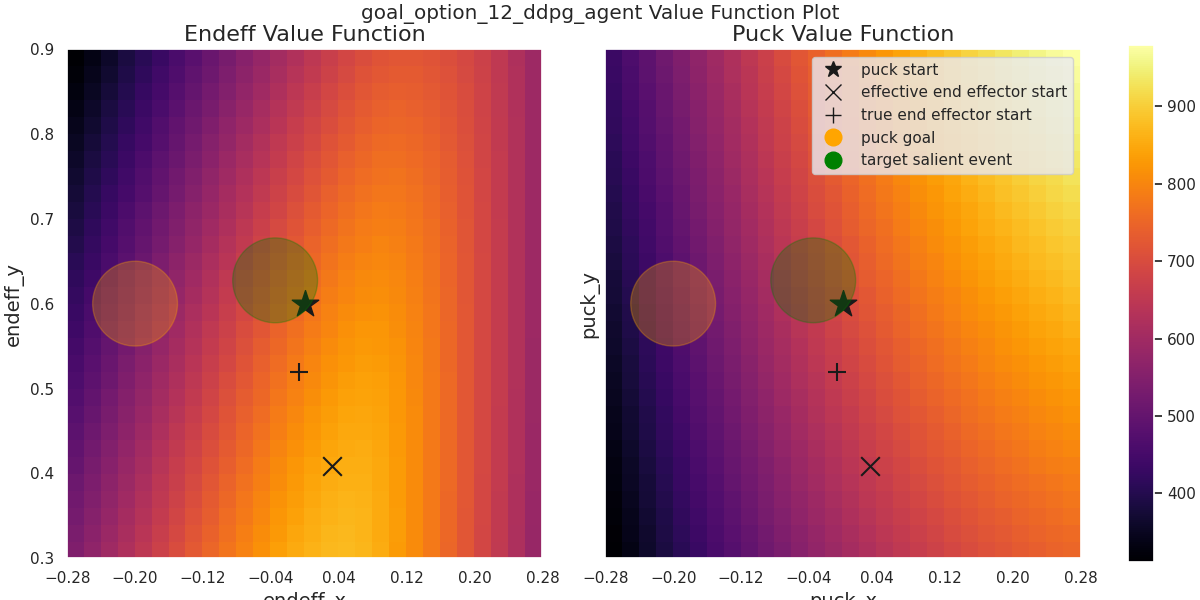 goal_option_12_ddpg_agent Value Function Plot
Endeff Value Function
Puck Value Function
0.9
0.8
0.7
0.6
0.5
0.4
0.3
endeff_y
−0.28 −0.20 −0.12 −0.04 0.04 0.12 0.20 0.28
endeff_x
puck_y
puck start
effective end effector start
true end effector start
puck goal
target salient event
−0.28 −0.20 −0.12 −0.04 0.04 0.12 0.20 0.28
puck_x
900
800
700
600
500
400